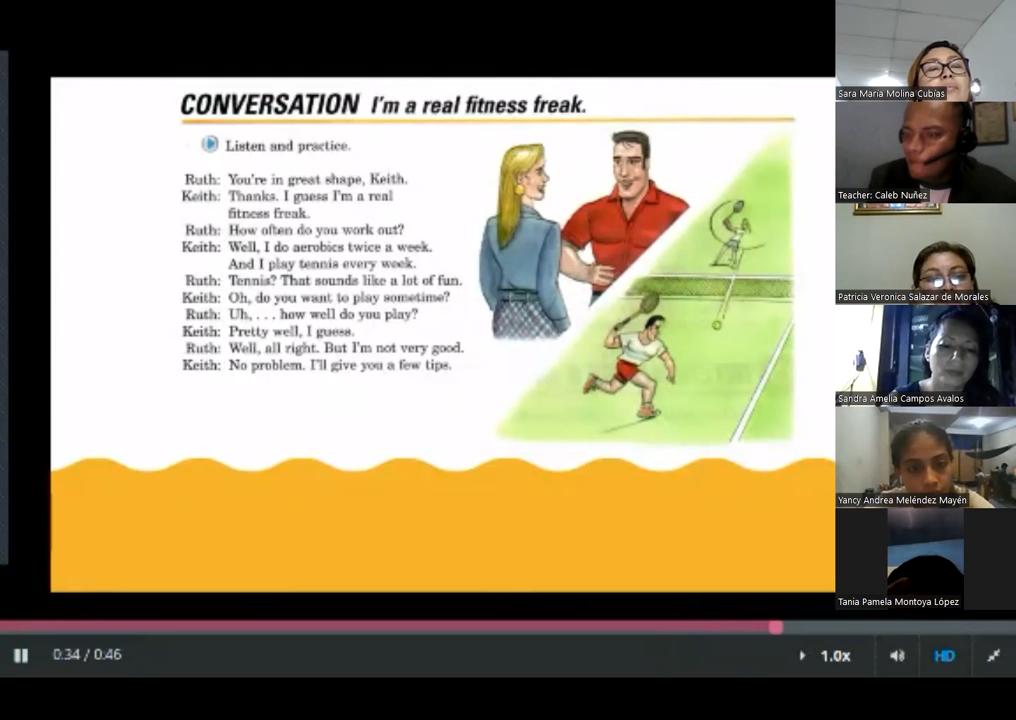 CONVERSATION I'm a real fitness freak.
Listen and practice.
Ruth: You're in great shape, Keith.
Keith: Thanks. I guess I'm a real
fitness freak.
Ruth: How often do you work out?
Keith: Well, I do aerobics twice a week.
And I play tennis every week.
Ruth: Tennis? That sounds like a lot of fun.
Keith: Oh, do you want to play sometime?
Ruth: Uh, . . . how well do you play?
Keith: Pretty well, I guess.
Ruth: Well, all right. But I'm not very good.
Keith: No problem. I'll give you a few tips.
0:34 / 0:46
1.0x
HD
Sara Maria Molina Cubías
Teacher: Caleb Nuñez
Patricia Veronica Salazar de Morales
Sandra Amelia Campos Avalos
Yancy Andrea Meléndez Mayén
Tania Pamela Montoya López